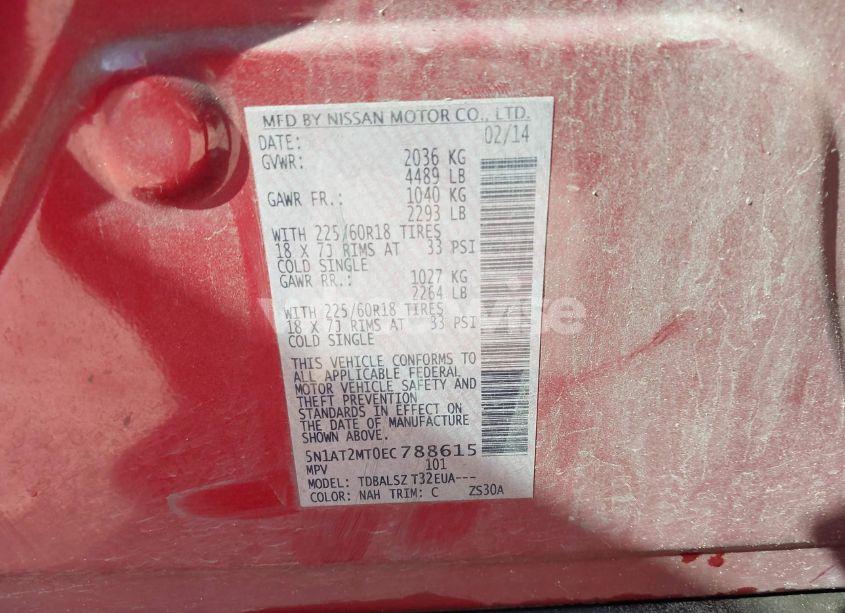 MFD BY NISSAN MOTOR CO., LTD.
DATE: 02/14
GVWR: 2036 KG
4489 LB
GAWR FR.: 1040 KG
2293 LB
WITH 225/60R18 TIRES
18 X 7J RIMS AT 33 PSI
COLD SINGLE
GAWR RR.: 1027 KG
2264 LB
WITH 225/60R18 TIRES
18 X 7J RIMS AT 33 PSI
COLD SINGLE
THIS VEHICLE CONFORMS TO
ALL APPLICABLE FEDERAL
MOTOR VEHICLE SAFETY AND
THEFT PREVENTION
STANDARDS IN EFFECT ON
THE DATE OF MANUFACTURE
SHOWN ABOVE.
5N1AT2MT0EC788615
MPV 101
MODEL: TDBALSZ T32EUA---
COLOR: NAH TRIM: C ZS30A